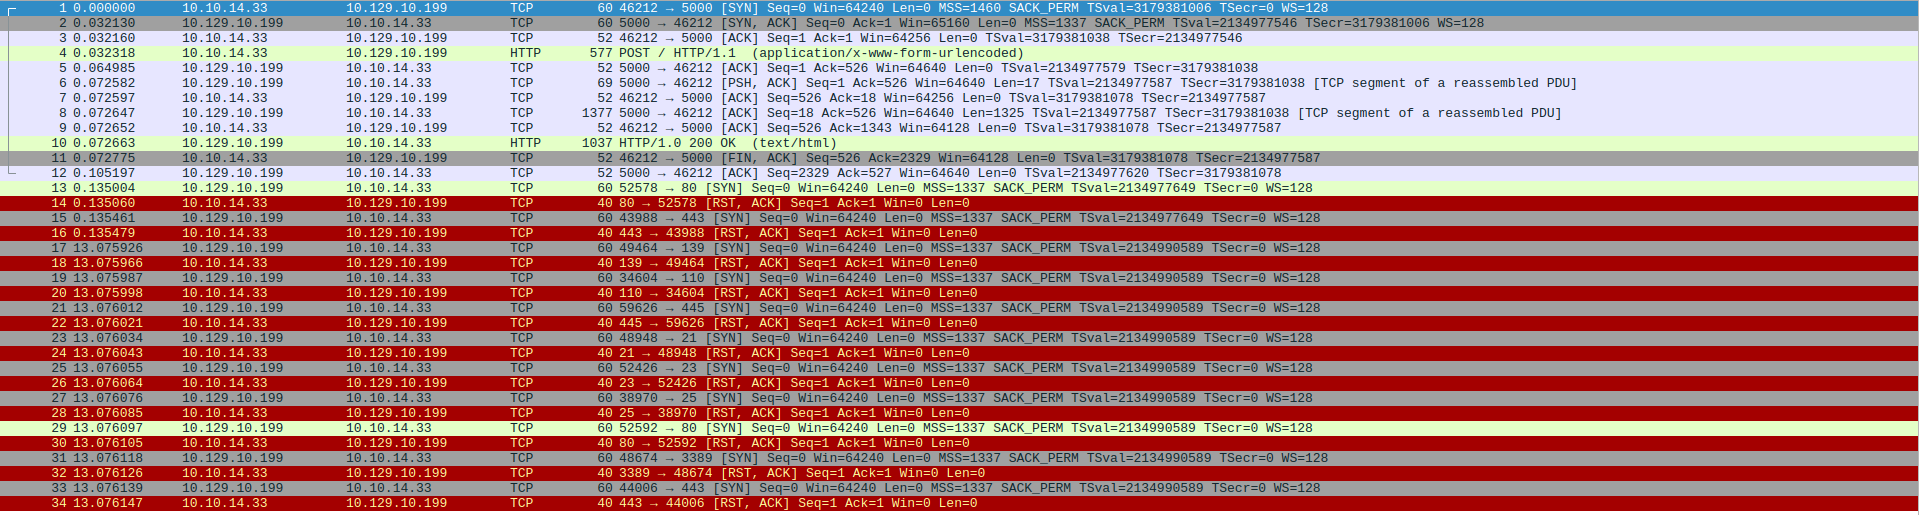 1 0.000000 10.10.14.33 10.129.10.199 TCP 60 46212 → 5000 [SYN] Seq=0 Win=64240 Len=0 MSS=1460 SACK_PERM TSval=3179381006 TSecr=0 WS=128
2 0.032130 10.129.10.199 10.10.14.33 TCP 60 5000 → 46212 [SYN, ACK] Seq=0 Ack=1 Win=65160 Len=0 MSS=1337 SACK_PERM TSval=2134977546 TSecr=3179381006 WS=128
3 0.032160 10.10.14.33 10.129.10.199 TCP 52 46212 → 5000 [ACK] Seq=1 Ack=1 Win=64256 Len=0 TSval=3179381038 TSecr=2134977546
4 0.032318 10.10.14.33 10.129.10.199 HTTP 577 POST / HTTP/1.1 (application/x-www-form-urlencoded)
5 0.064985 10.129.10.199 10.10.14.33 TCP 52 5000 → 46212 [ACK] Seq=1 Ack=526 Win=64640 Len=0 TSval=2134977579 TSecr=3179381038
6 0.072582 10.129.10.199 10.10.14.33 TCP 69 5000 → 46212 [PSH, ACK] Seq=1 Ack=526 Win=64640 Len=17 TSval=2134977587 TSecr=3179381038 [TCP segment of a reassembled PDU]
7 0.072597 10.10.14.33 10.129.10.199 TCP 52 46212 → 5000 [ACK] Seq=526 Ack=18 Win=64256 Len=0 TSval=3179381078 TSecr=2134977587
8 0.072647 10.129.10.199 10.10.14.33 TCP 1377 5000 → 46212 [ACK] Seq=18 Ack=526 Win=64640 Len=1325 TSval=2134977587 TSecr=3179381038 [TCP segment of a reassembled PDU]
9 0.072652 10.10.14.33 10.129.10.199 TCP 52 46212 → 5000 [ACK] Seq=526 Ack=1343 Win=64128 Len=0 TSval=3179381078 TSecr=2134977587
10 0.072663 10.129.10.199 10.10.14.33 HTTP 1037 HTTP/1.0 200 OK (text/html)
11 0.072775 10.10.14.33 10.129.10.199 TCP 52 46212 → 5000 [FIN, ACK] Seq=526 Ack=2329 Win=64128 Len=0 TSval=3179381078 TSecr=2134977587
12 0.105197 10.129.10.199 10.10.14.33 TCP 52 5000 → 46212 [ACK] Seq=2329 Ack=527 Win=64640 Len=0 TSval=2134977620 TSecr=3179381078
13 0.135004 10.129.10.199 10.10.14.33 TCP 60 52578 → 80 [SYN] Seq=0 Win=64240 Len=0 MSS=1337 SACK_PERM TSval=2134977649 TSecr=0 WS=128
14 0.135060 10.10.14.33 10.129.10.199 TCP 40 80 → 52578 [RST, ACK] Seq=1 Ack=1 Win=0 Len=0
15 0.135461 10.129.10.199 10.10.14.33 TCP 60 43988 → 443 [SYN] Seq=0 Win=64240 Len=0 MSS=1337 SACK_PERM TSval=2134977649 TSecr=0 WS=128
16 0.135479 10.10.14.33 10.129.10.199 TCP 40 443 → 43988 [RST, ACK] Seq=1 Ack=1 Win=0 Len=0
17 13.075926 10.129.10.199 10.10.14.33 TCP 60 49464 → 139 [SYN] Seq=0 Win=64240 Len=0 MSS=1337 SACK_PERM TSval=2134990589 TSecr=0 WS=128
18 13.075966 10.10.14.33 10.129.10.199 TCP 40 139 → 49464 [RST, ACK] Seq=1 Ack=1 Win=0 Len=0
19 13.075987 10.129.10.199 10.10.14.33 TCP 60 34604 → 110 [SYN] Seq=0 Win=64240 Len=0 MSS=1337 SACK_PERM TSval=2134990589 TSecr=0 WS=128
20 13.075998 10.10.14.33 10.129.10.199 TCP 40 110 → 34604 [RST, ACK] Seq=1 Ack=1 Win=0 Len=0
21 13.076012 10.129.10.199 10.10.14.33 TCP 60 59626 → 445 [SYN] Seq=0 Win=64240 Len=0 MSS=1337 SACK_PERM TSval=2134990589 TSecr=0 WS=128
22 13.076021 10.10.14.33 10.129.10.199 TCP 40 445 → 59626 [RST, ACK] Seq=1 Ack=1 Win=0 Len=0
23 13.076034 10.129.10.199 10.10.14.33 TCP 60 48948 → 21 [SYN] Seq=0 Win=64240 Len=0 MSS=1337 SACK_PERM TSval=2134990589 TSecr=0 WS=128
24 13.076043 10.10.14.33 10.129.10.199 TCP 40 21 → 48948 [RST, ACK] Seq=1 Ack=1 Win=0 Len=0
25 13.076055 10.129.10.199 10.10.14.33 TCP 60 52426 → 23 [SYN] Seq=0 Win=64240 Len=0 MSS=1337 SACK_PERM TSval=2134990589 TSecr=0 WS=128
26 13.076064 10.10.14.33 10.129.10.199 TCP 40 23 → 52426 [RST, ACK] Seq=1 Ack=1 Win=0 Len=0
27 13.076076 10.129.10.199 10.10.14.33 TCP 60 38970 → 25 [SYN] Seq=0 Win=64240 Len=0 MSS=1337 SACK_PERM TSval=2134990589 TSecr=0 WS=128
28 13.076085 10.10.14.33 10.129.10.199 TCP 40 25 → 38970 [RST, ACK] Seq=1 Ack=1 Win=0 Len=0
29 13.076097 10.129.10.199 10.10.14.33 TCP 60 52592 → 80 [SYN] Seq=0 Win=64240 Len=0 MSS=1337 SACK_PERM TSval=2134990589 TSecr=0 WS=128
30 13.076105 10.10.14.33 10.129.10.199 TCP 40 80 → 52592 [RST, ACK] Seq=1 Ack=1 Win=0 Len=0
31 13.076118 10.129.10.199 10.10.14.33 TCP 60 48674 → 3389 [SYN] Seq=0 Win=64240 Len=0 MSS=1337 SACK_PERM TSval=2134990589 TSecr=0 WS=128
32 13.076126 10.10.14.33 10.129.10.199 TCP 40 3389 → 48674 [RST, ACK] Seq=1 Ack=1 Win=0 Len=0
33 13.076139 10.129.10.199 10.10.14.33 TCP 60 44006 → 443 [SYN] Seq=0 Win=64240 Len=0 MSS=1337 SACK_PERM TSval=2134990589 TSecr=0 WS=128
34 13.076147 10.10.14.33 10.129.10.199 TCP 40 443 → 44006 [RST, ACK] Seq=1 Ack=1 Win=0 Len=0